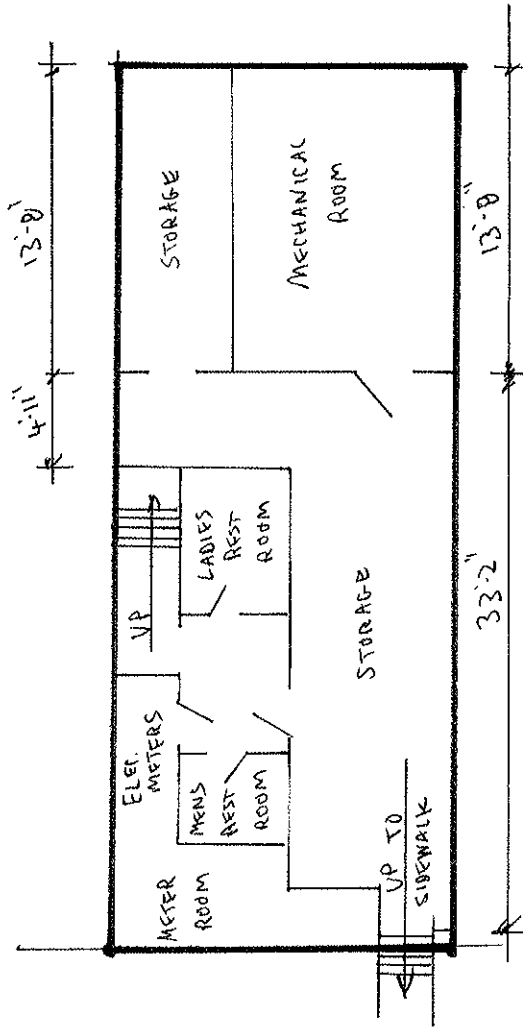 4'-11"
13'-8"
ELEC.
METERS
UP
STORAGE
METER
ROOM
MENS
REST
ROOM
LADIES
REST
ROOM
MECHANICAL
ROOM
STORAGE
UP TO
SIDEWALK
33'-2"
13'-8"